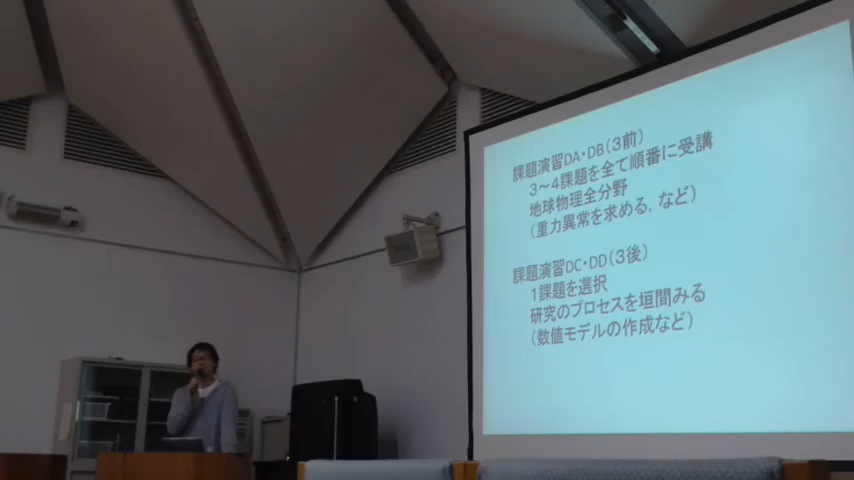 課題演習DA・DB(3前)
3～4課題を全て順番に受講
地球物理全分野
(重力異常を求める, など)
課題演習DC・DD(3後)
1課題を選択
研究のプロセスを垣間みる
(数値モデルの作成など)